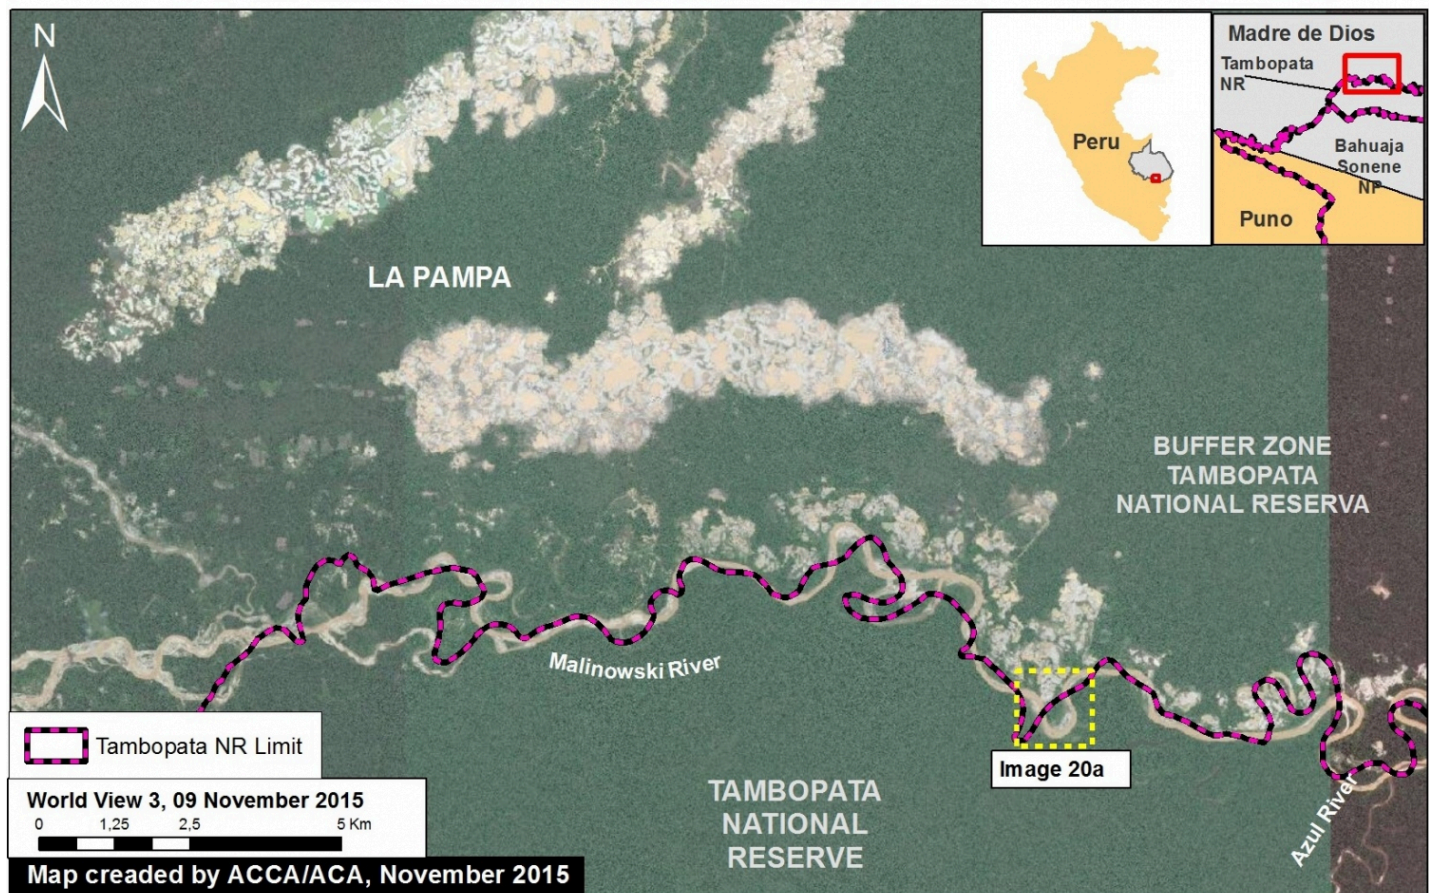 N
Peru
Madre de Dios
Tambopata
NR
Bahuaja
Sonene
NP
Puno
LA PAMPA
BUFFER ZONE
TAMBOPATA
NATIONAL RESERVA
Malinowski River
Image 20a
Azul River
TAMBOPATA
NATIONAL
RESERVE
Tambopata NR Limit
World View 3, 09 November 2015
0 1,25 2,5 5 Km
Map creaded by ACCA/ACA, November 2015